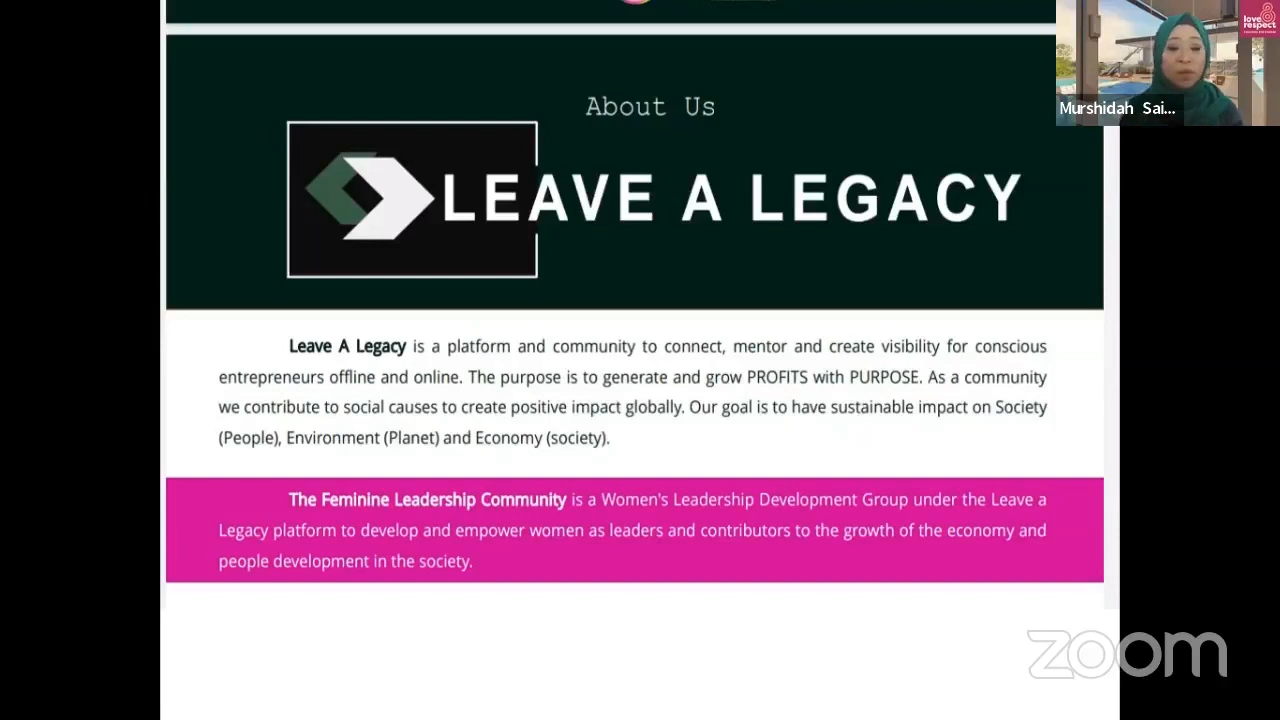 love & respect
Murshidah Sai...
About Us
LEAVE A LEGACY
Leave A Legacy is a platform and community to connect, mentor and create visibility for conscious
entrepreneurs offline and online. The purpose is to generate and grow PROFITS with PURPOSE. As a community
we contribute to social causes to create positive impact globally. Our goal is to have sustainable impact on Society
(People), Environment (Planet) and Economy (society).
The Feminine Leadership Community is a Women's Leadership Development Group under the Leave a
Legacy platform to develop and empower women as leaders and contributors to the growth of the economy and
people development in the society.
zoom